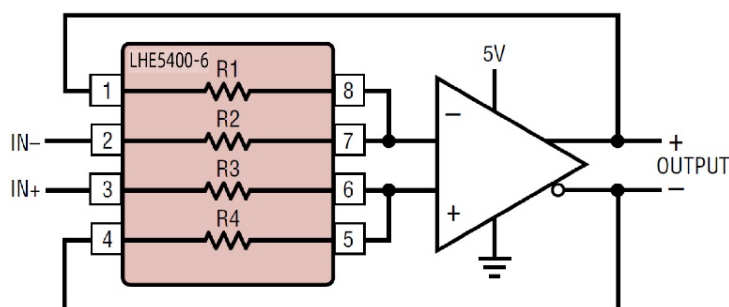 LHE5400-6
R1
1
8
5V
R2
IN–
2
7
–
+
R3
OUTPUT
IN+
3
6
–
R4
+
4
5